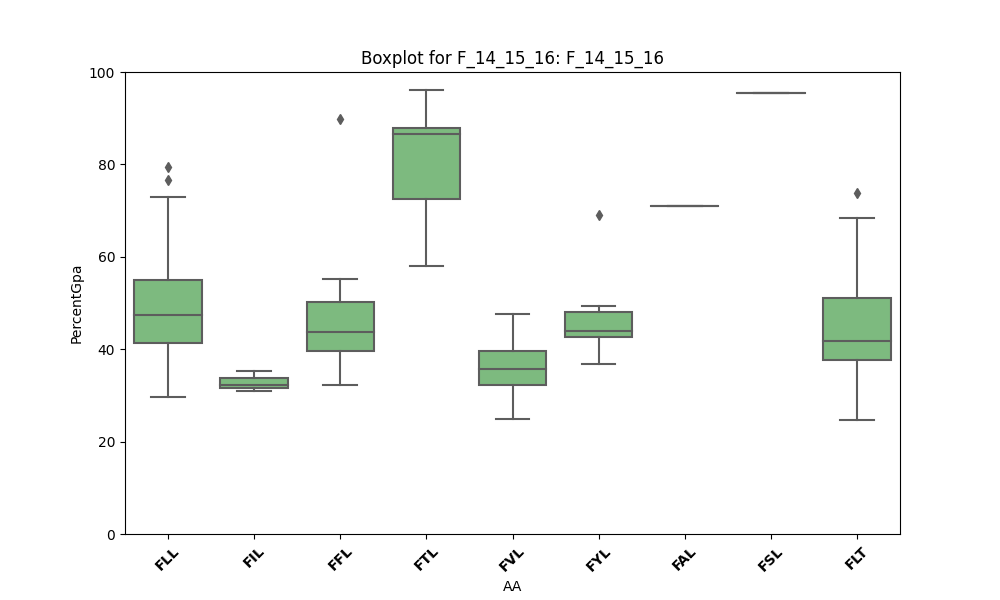 Boxplot for F_14_15_16: F_14_15_16
100
80
60
40
20
0
PercentGpa
FLL
FIL
FFL
FTL
FVL
FYL
FAL
FSL
FLT
AA